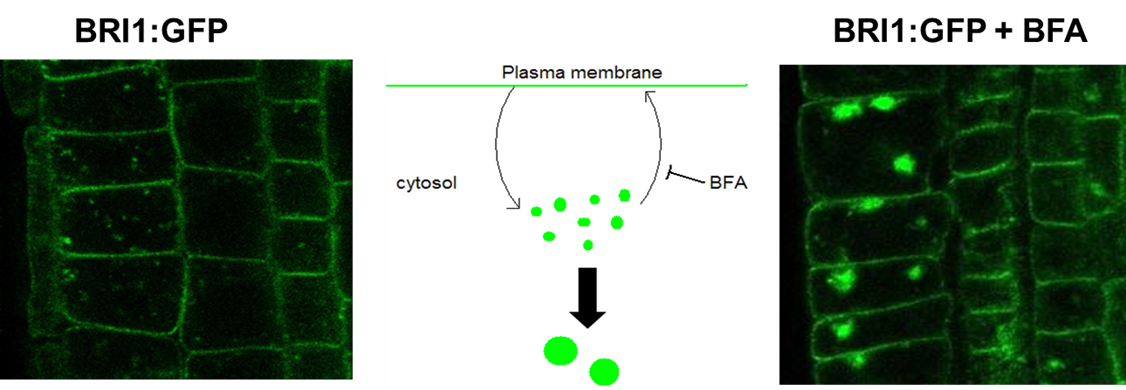 BRI1:GFP
BRI1:GFP + BFA
Plasma membrane
cytosol
BFA